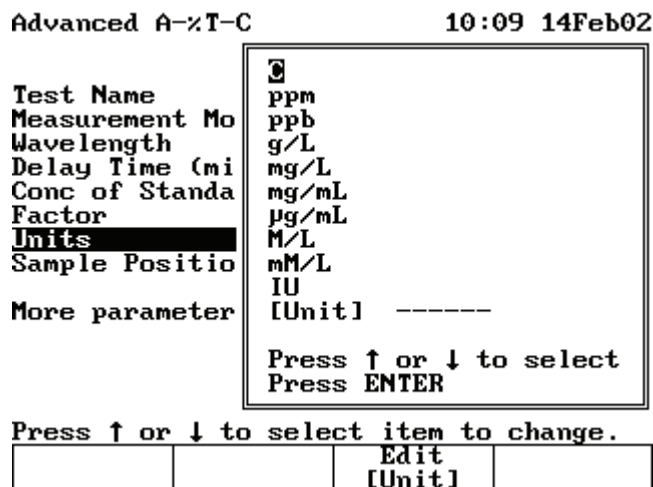 Advanced A-%T-C 10:09 14Feb02
C
Test Name ppm
Measurement Mo ppb
Wavelength g/L
Delay Time (mi mg/L
Conc of Standa mg/mL
Factor µg/mL
Units M/L
Sample Positio mM/L
IU
More parameter [Unit] ------
Press ↑ or ↓ to select
Press ENTER
Press ↑ or ↓ to select item to change.
Edit
[Unit]